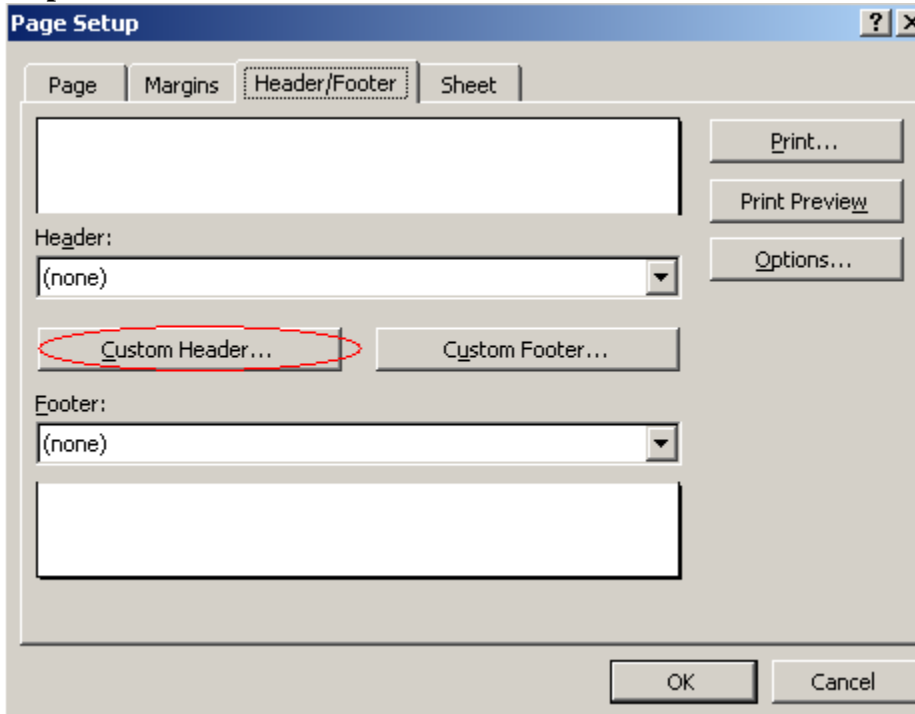 Page Setup
Page Margins Header/Footer Sheet
Print...
Print Preview
Header:
Options...
(none)
Custom Header... Custom Footer...
Footer:
(none)
OK Cancel